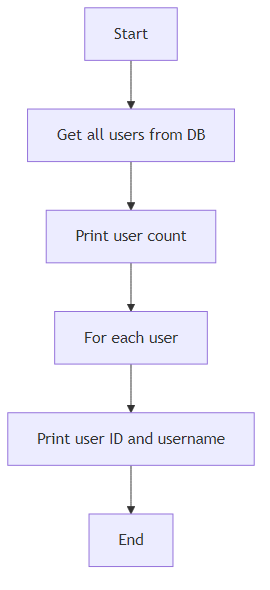 Start
Get all users from DB
Print user count
For each user
Print user ID and username
End